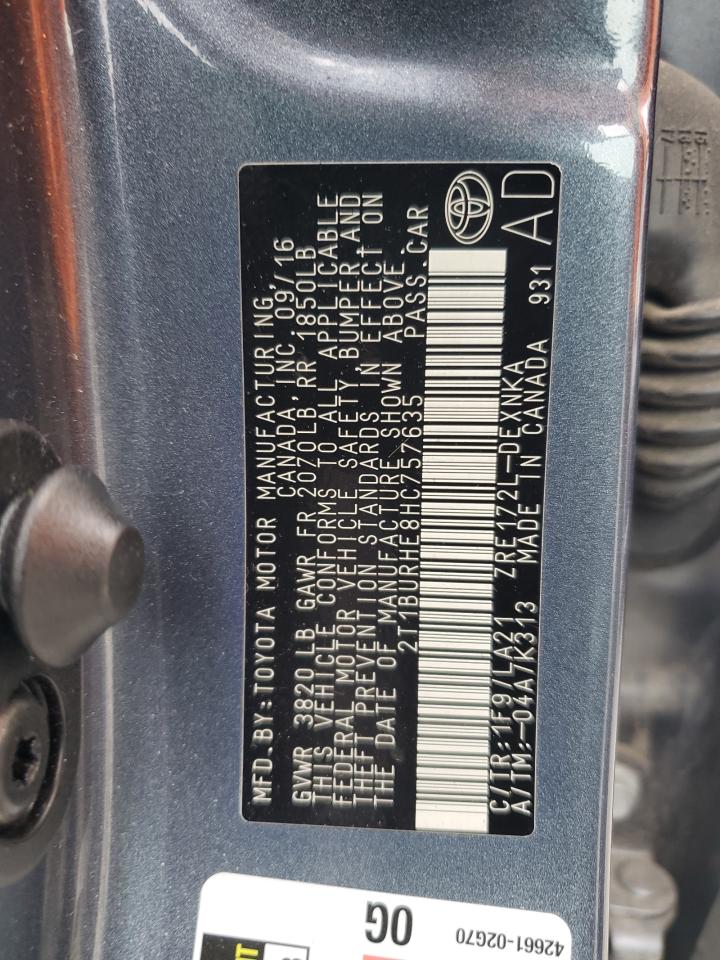 MFD.BY:TOYOTA MOTOR MANUFACTURING,
CANADA,INC 09/16
GVWR 3820LB GAWR FR 2070LB,RR 1850LB
THIS VEHICLE CONFORMS TO ALL APPLICABLE
FEDERAL MOTOR VEHICLE SAFETY,BUMPER,AND
THEFT PREVENTION STANDARDS IN EFFECT ON
THE DATE OF MANUFACTURE SHOWN ABOVE.
2T1BURHE8HC757635 PASS.CAR
C/TR:1F9/LA21 ZRE172L-DEXNKA
A/TM:-04A/K313 MADE IN CANADA 931
AD
0G
42661-02G70